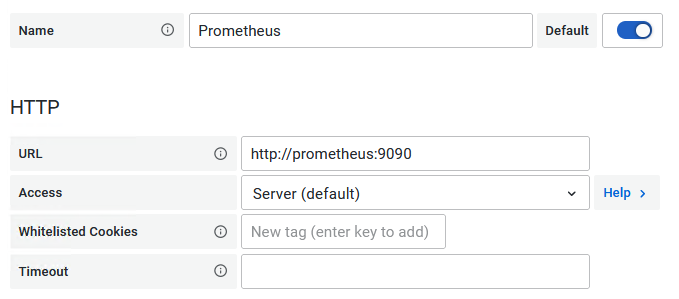 Name Prometheus Default
HTTP
URL http://prometheus:9090
Access Server (default) Help
Whitelisted Cookies New tag (enter key to add)
Timeout